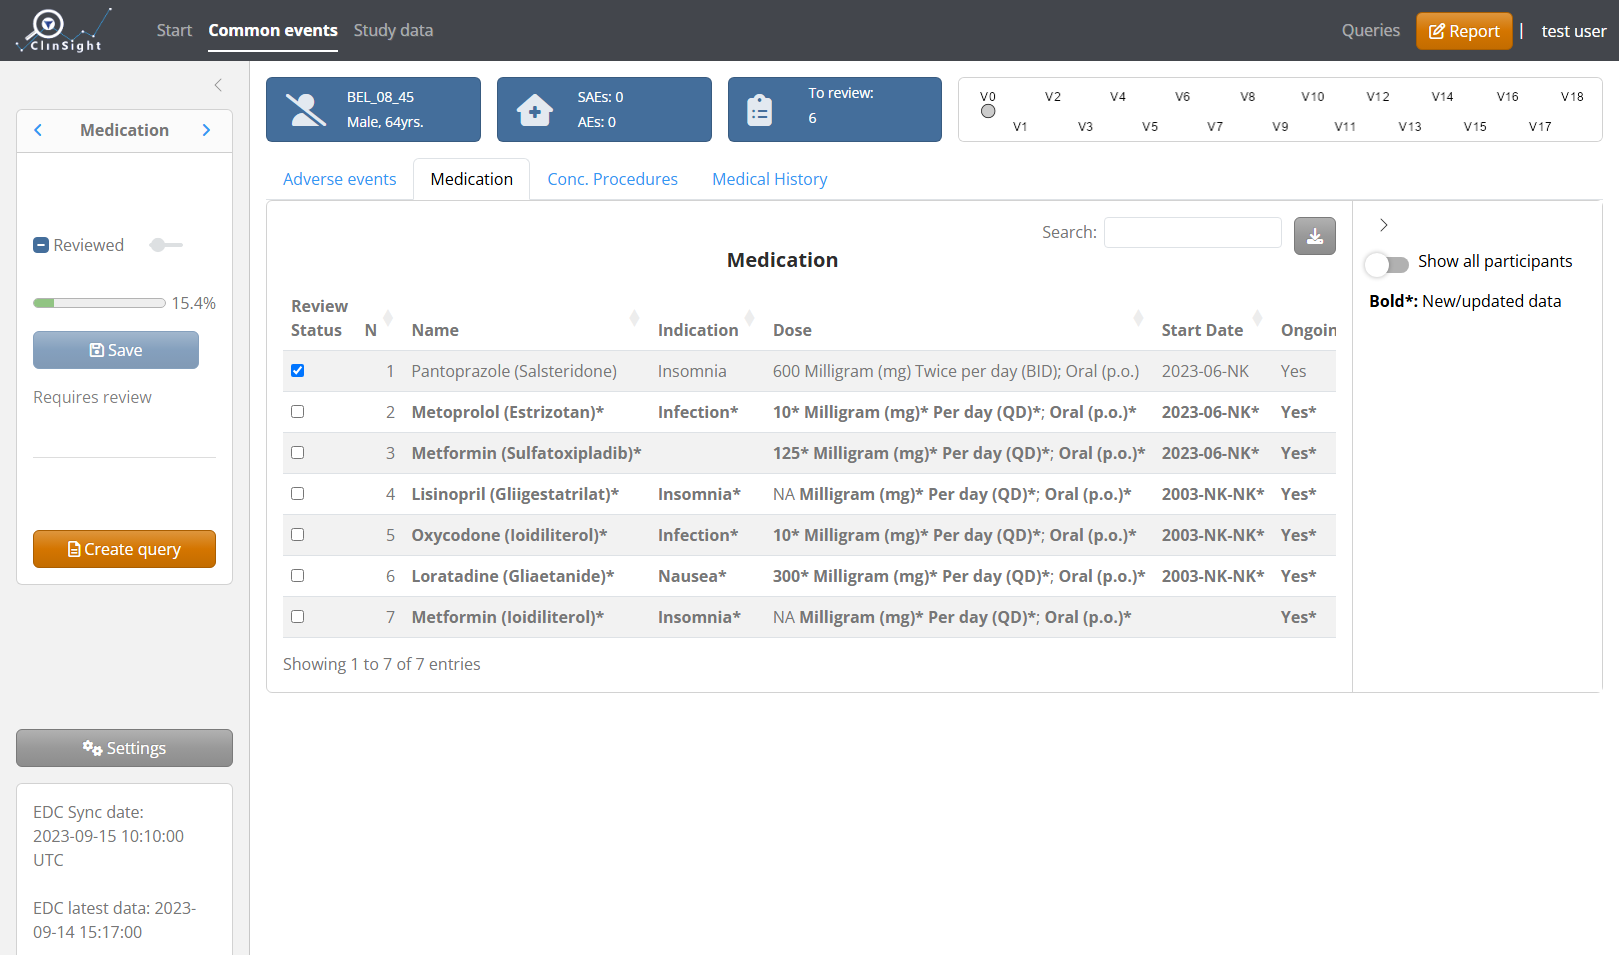 ClinSight
Start Common events Study data
Queries Report | test user
Medication
Reviewed
15.4%
Save
Requires review
Create query
Settings
EDC Sync date:
2023-09-15 10:10:00
UTC
EDC latest data: 2023-
09-14 15:17:00
BEL_08_45
Male, 64yrs.
SAEs: 0
AEs: 0
To review:
6
V0 V2 V4 V6 V8 V10 V12 V14 V16 V18
V1 V3 V5 V7 V9 V11 V13 V15 V17
Adverse events Medication Conc. Procedures Medical History
Search:
Medication
Review
Status N Name Indication Dose Start Date Ongoin
1 Pantoprazole (Salsteridone) Insomnia 600 Milligram (mg) Twice per day (BID); Oral (p.o.) 2023-06-NK Yes
2 Metoprolol (Estrizotan)* Infection* 10* Milligram (mg)* Per day (QD)*; Oral (p.o.)* 2023-06-NK* Yes*
3 Metformin (Sulfatoxipladib)* 125* Milligram (mg)* Per day (QD)*; Oral (p.o.)* 2023-06-NK* Yes*
4 Lisinopril (Gliigestatrilat)* Insomnia* NA Milligram (mg)* Per day (QD)*; Oral (p.o.)* 2003-NK-NK* Yes*
5 Oxycodone (Ioidiliterol)* Infection* 10* Milligram (mg)* Per day (QD)*; Oral (p.o.)* 2003-NK-NK* Yes*
6 Loratadine (Gliaetanide)* Nausea* 300* Milligram (mg)* Per day (QD)*; Oral (p.o.)* 2003-NK-NK* Yes*
7 Metformin (Ioidiliterol)* Insomnia* NA Milligram (mg)* Per day (QD)*; Oral (p.o.)* Yes*
Showing 1 to 7 of 7 entries
Show all participants
Bold*: New/updated data